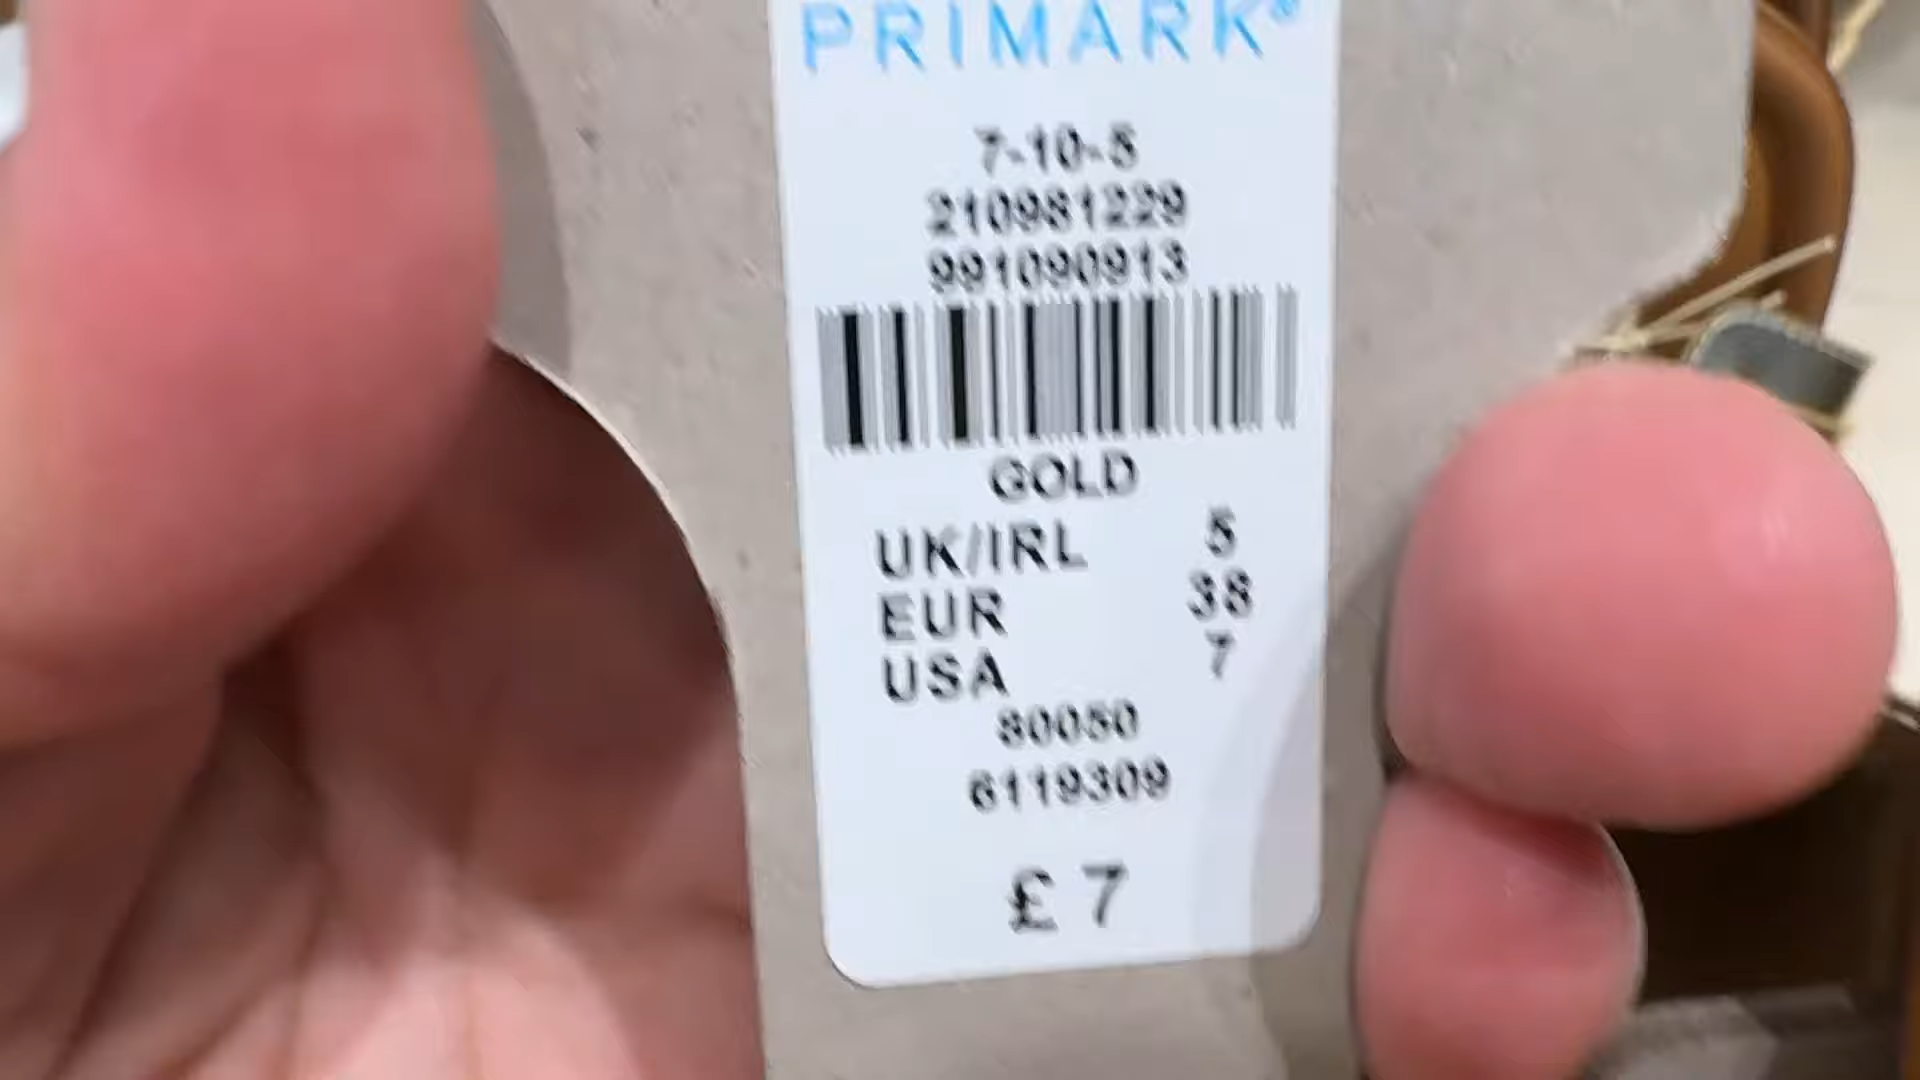 PRIMARK®
7-10-5
210981229
991090913
GOLD
UK/IRL 5
EUR 38
USA 7
80050
6119309
£7